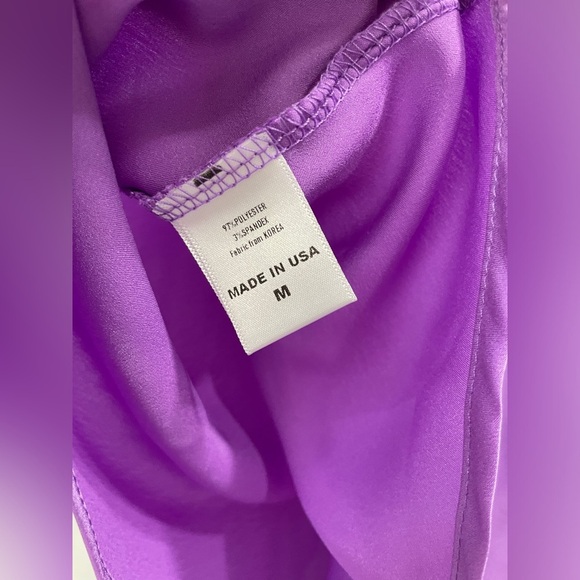 97%POLYESTER
3%SPANDEX
Fabric from KOREA
MADE IN USA
M